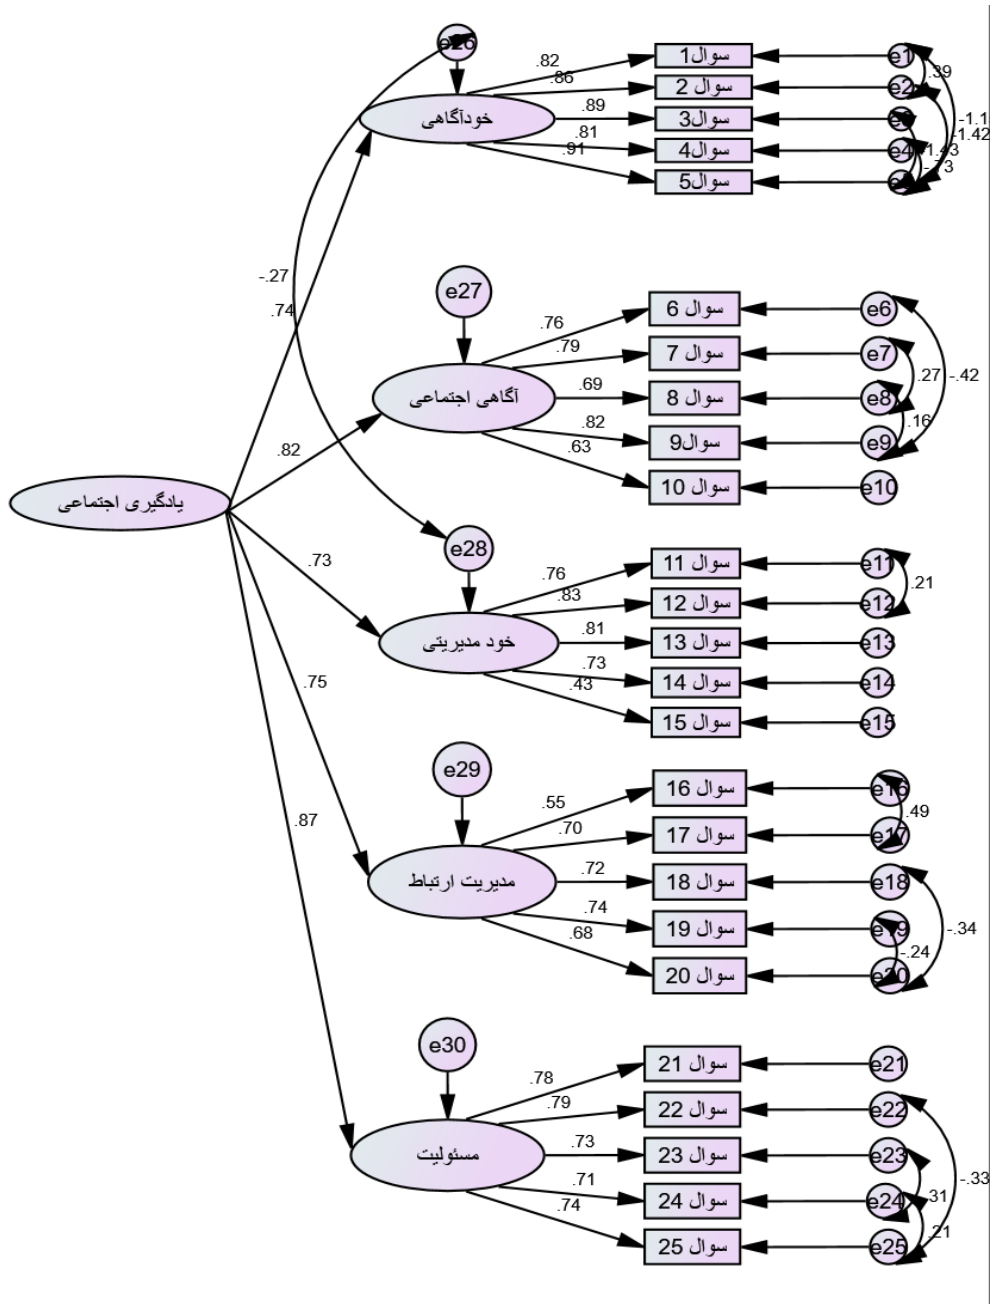 e26
.82
سوال1
e1
.86
سوال 2
e2
.39
خودآگاهی
.89
سوال3
-1.1
-1.42
.81
سوال4
e4
.91
سوال5
-.73
-.27
.74
e27
.76
سوال 6
e6
.79
سوال 7
e7
آگاهی اجتماعی
.69
سوال 8
e8
.27
-.42
.82
سوال9
e9
.16
.63
سوال 10
e10
.82
یادگیری اجتماعی
e28
.73
.76
سوال 11
e11
.21
.83
سوال 12
e12
خود مدیریتی
.81
سوال 13
e13
.73
سوال 14
e14
.43
سوال 15
e15
.75
e29
.55
سوال 16
e16
.49
.70
سوال 17
e17
مدیریت ارتباط
.72
سوال 18
e18
.74
سوال 19
e19
-.34
-.24
.68
سوال 20
e20
.87
e30
.78
سوال 21
e21
.79
سوال 22
e22
مسئولیت
.73
سوال 23
e23
-.33
.71
سوال 24
e24
.31
.74
سوال 25
e25
.21